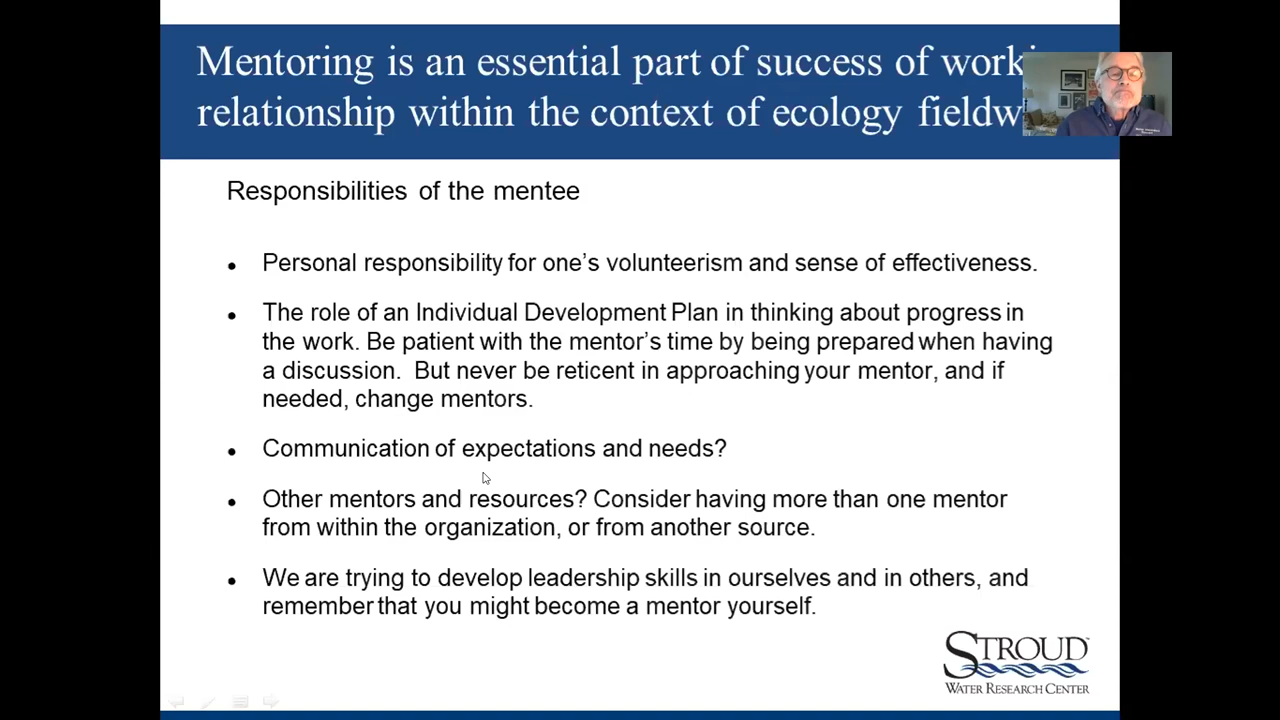 Mentoring is an essential part of success of
relationship within the context of ecology
Responsibilities of the mentee
• Personal responsibility for one's volunteerism and sense of effectiveness.
• The role of an Individual Development Plan in thinking about progress in
the work. Be patient with the mentor's time by being prepared when having
a discussion. But never be reticent in approaching your mentor, and if
needed, change mentors.
• Communication of expectations and needs?
• Other mentors and resources? Consider having more than one mentor
from within the organization, or from another source.
• We are trying to develop leadership skills in ourselves and in others, and
remember that you might become a mentor yourself.
STROUD
WATER RESEARCH CENTER